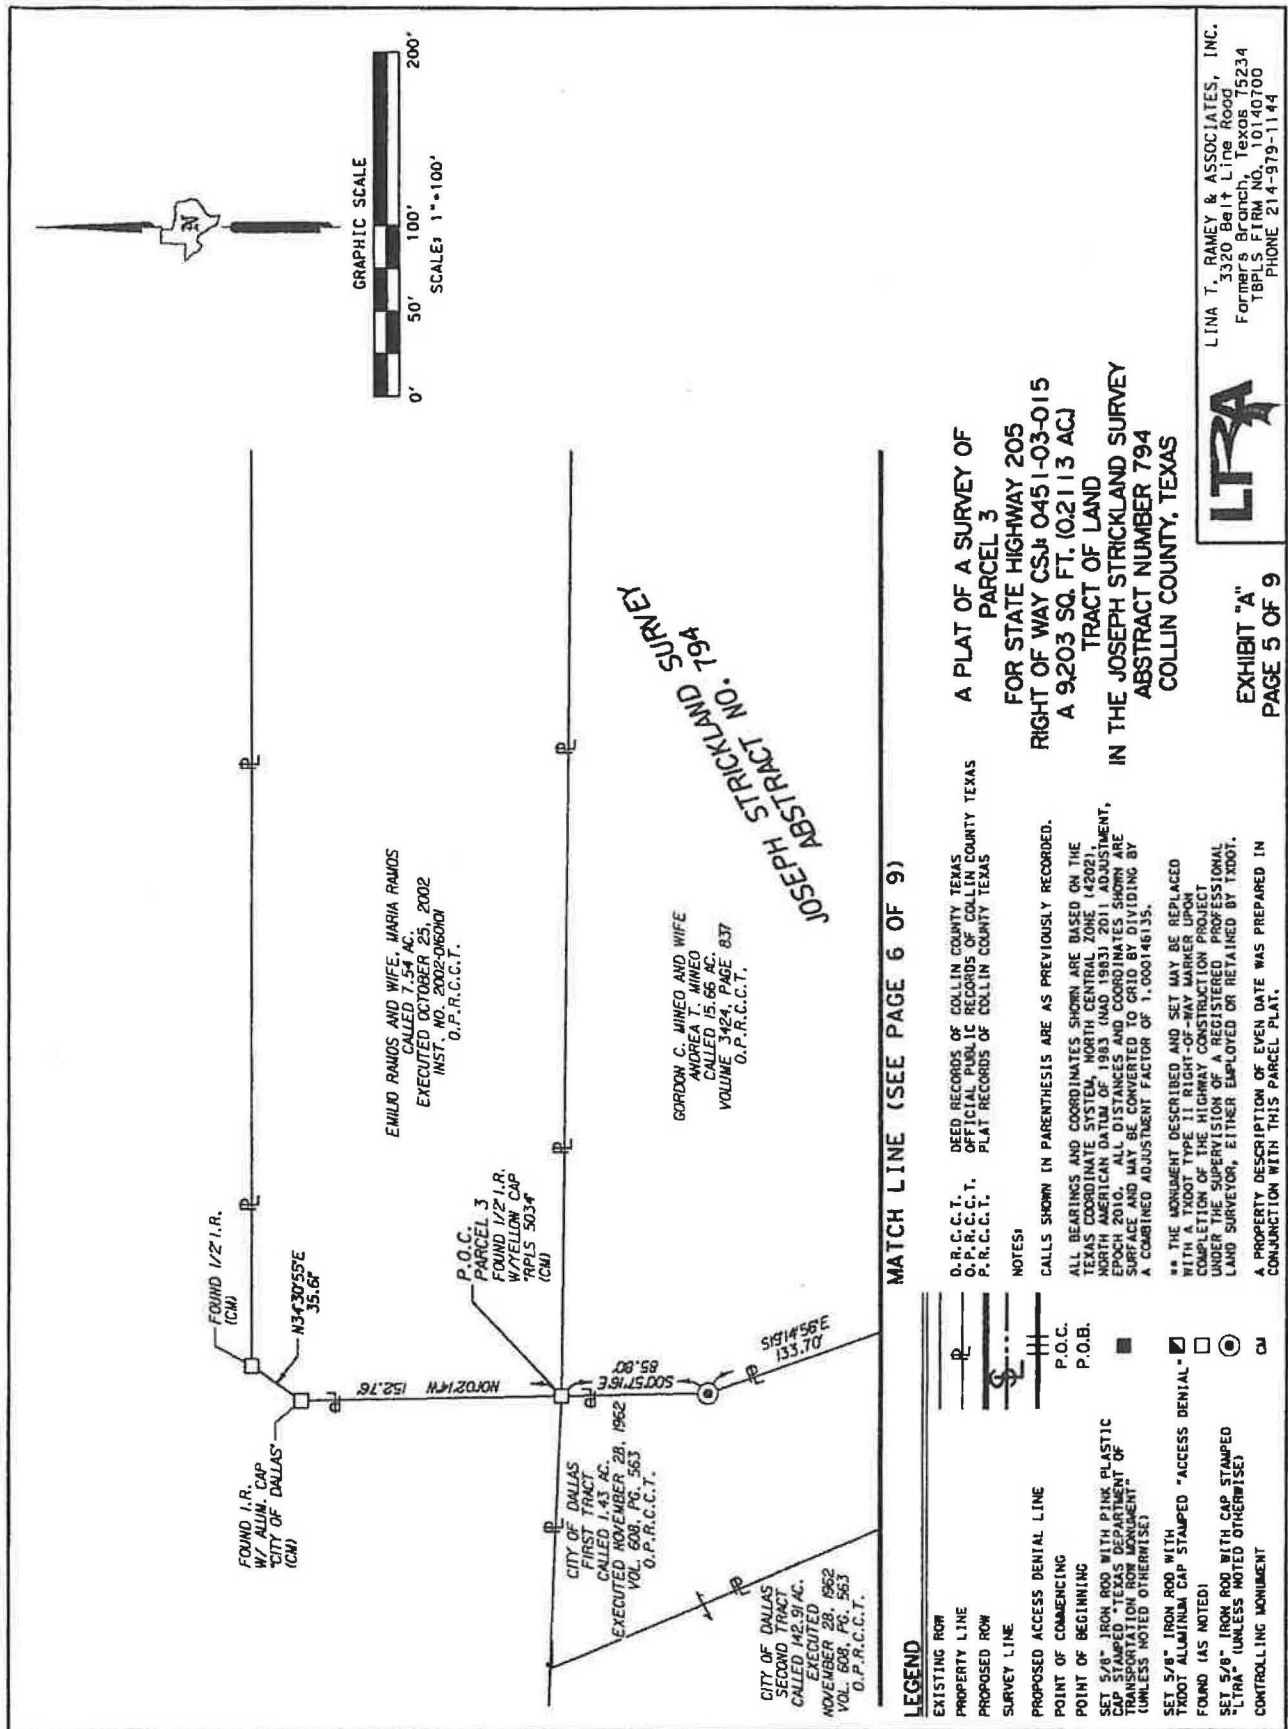 GRAPHIC SCALE
0' 50' 100' 200'
SCALE: 1"=100'
FOUND I.R.
W/ ALUM. CAP
"CITY OF DALLAS"
(CM)
FOUND 1/2" I.R.
(CM)
N34°30'55"E
35.61'
N01°02'14"W 152.76'
P.O.C.
PARCEL 3
FOUND 1/2" I.R.
W/YELLOW CAP
"RPLS 5034"
(CM)
S00°57'16"E
85.80'
S19°14'56"E
133.70'
EMILIO RAMOS AND WIFE, MARIA RAMOS
CALLED 7.54 AC.
EXECUTED OCTOBER 25, 2002
INST. NO. 2002-0160101
O.P.R.C.C.T.
GORDON C. MINEO AND WIFE
ANDREA T. MINEO
CALLED 15.66 AC.
VOLUME 3424, PAGE 837
O.P.R.C.C.T.
JOSEPH STRICKLAND SURVEY
ABSTRACT NO. 794
CITY OF DALLAS
FIRST TRACT
CALLED 1.43 AC.
EXECUTED NOVEMBER 28, 1962
VOL. 608, PG. 563
O.P.R.C.C.T.
CITY OF DALLAS
SECOND TRACT
CALLED 142.91 AC.
EXECUTED
NOVEMBER 28, 1962
VOL. 608, PG. 563
O.P.R.C.C.T.
MATCH LINE (SEE PAGE 6 OF 9)
LEGEND
EXISTING ROW
PROPERTY LINE
PROPOSED ROW
SURVEY LINE
PROPOSED ACCESS DENIAL LINE
POINT OF COMMENCING P.O.C.
POINT OF BEGINNING P.O.B.
SET 5/8" IRON ROD WITH PINK PLASTIC
CAP STAMPED "TEXAS DEPARTMENT OF
TRANSPORTATION ROW MONUMENT"
(UNLESS NOTED OTHERWISE)
SET 5/8" IRON ROD WITH
TXDOT ALUMINUM CAP STAMPED "ACCESS DENIAL"
FOUND (AS NOTED)
SET 5/8" IRON ROD WITH CAP STAMPED
"LTRA" (UNLESS NOTED OTHERWISE)
CONTROLLING MONUMENT CM
D.R.C.C.T. DEED RECORDS OF COLLIN COUNTY TEXAS
O.P.R.C.C.T. OFFICIAL PUBLIC RECORDS OF COLLIN COUNTY TEXAS
P.R.C.C.T. PLAT RECORDS OF COLLIN COUNTY TEXAS
NOTES:
CALLS SHOWN IN PARENTHESIS ARE AS PREVIOUSLY RECORDED.
ALL BEARINGS AND COORDINATES SHOWN ARE BASED ON THE
TEXAS COORDINATE SYSTEM, NORTH CENTRAL ZONE (4202),
NORTH AMERICAN DATUM OF 1983 (NAD 1983) 2011 ADJUSTMENT,
EPOCH 2010. ALL DISTANCES AND COORDINATES SHOWN ARE
SURFACE AND MAY BE CONVERTED TO GRID BY DIVIDING BY
A COMBINED ADJUSTMENT FACTOR OF 1.000146135.
** THE MONUMENT DESCRIBED AND SET MAY BE REPLACED
WITH A TXDOT TYPE II RIGHT-OF-WAY MARKER UPON
COMPLETION OF THE HIGHWAY CONSTRUCTION PROJECT
UNDER THE SUPERVISION OF A REGISTERED PROFESSIONAL
LAND SURVEYOR, EITHER EMPLOYED OR RETAINED BY TXDOT.
A PROPERTY DESCRIPTION OF EVEN DATE WAS PREPARED IN
CONJUNCTION WITH THIS PARCEL PLAT.
A PLAT OF A SURVEY OF
PARCEL 3
FOR STATE HIGHWAY 205
RIGHT OF WAY CSJ: 0451-03-015
A 9,203 SQ. FT. (0.2113 AC.)
TRACT OF LAND
IN THE JOSEPH STRICKLAND SURVEY
ABSTRACT NUMBER 794
COLLIN COUNTY, TEXAS
EXHIBIT "A"
PAGE 5 OF 9
LTRA
LINA T. RAMEY & ASSOCIATES, INC.
3320 Belt Line Road
Farmers Branch, Texas 75234
TBPLS FIRM NO. 10140700
PHONE 214-979-1144